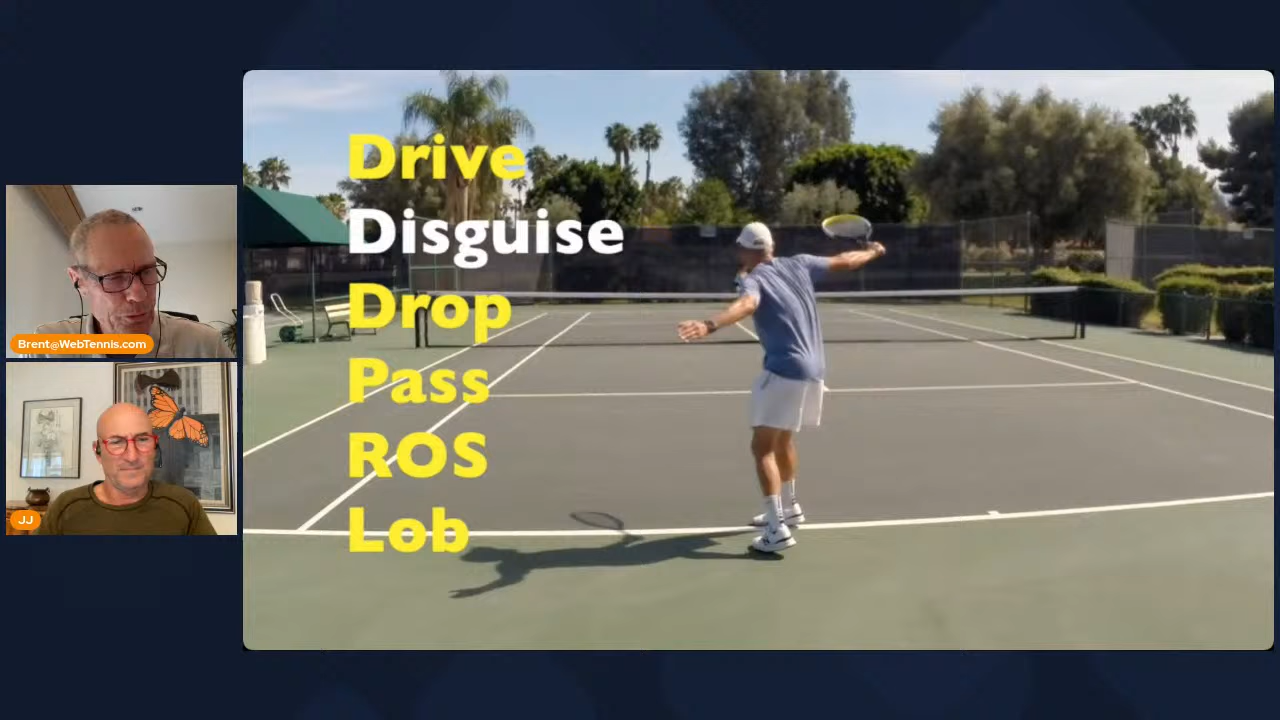 Drive
Disguise
Drop
Pass
ROS
Lob
Brent@WebTennis.com
JJ